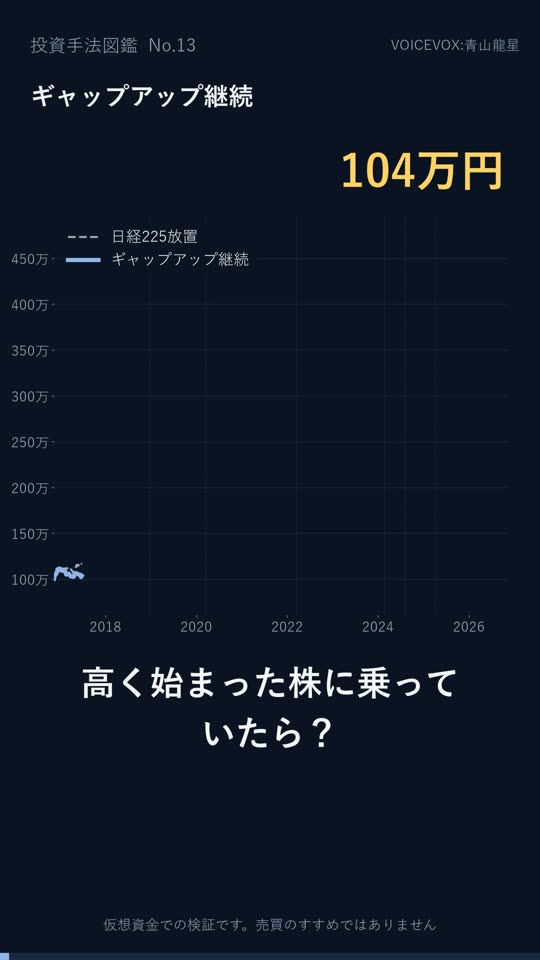 投資手法図鑑 No.13
VOICEVOX:青山龍星
ギャップアップ継続
104万円
日経225放置
ギャップアップ継続
450万
400万
350万
300万
250万
200万
150万
100万
2018 2020 2022 2024 2026
高く始まった株に乗って
いたら？
仮想資金での検証です。売買のすすめではありません